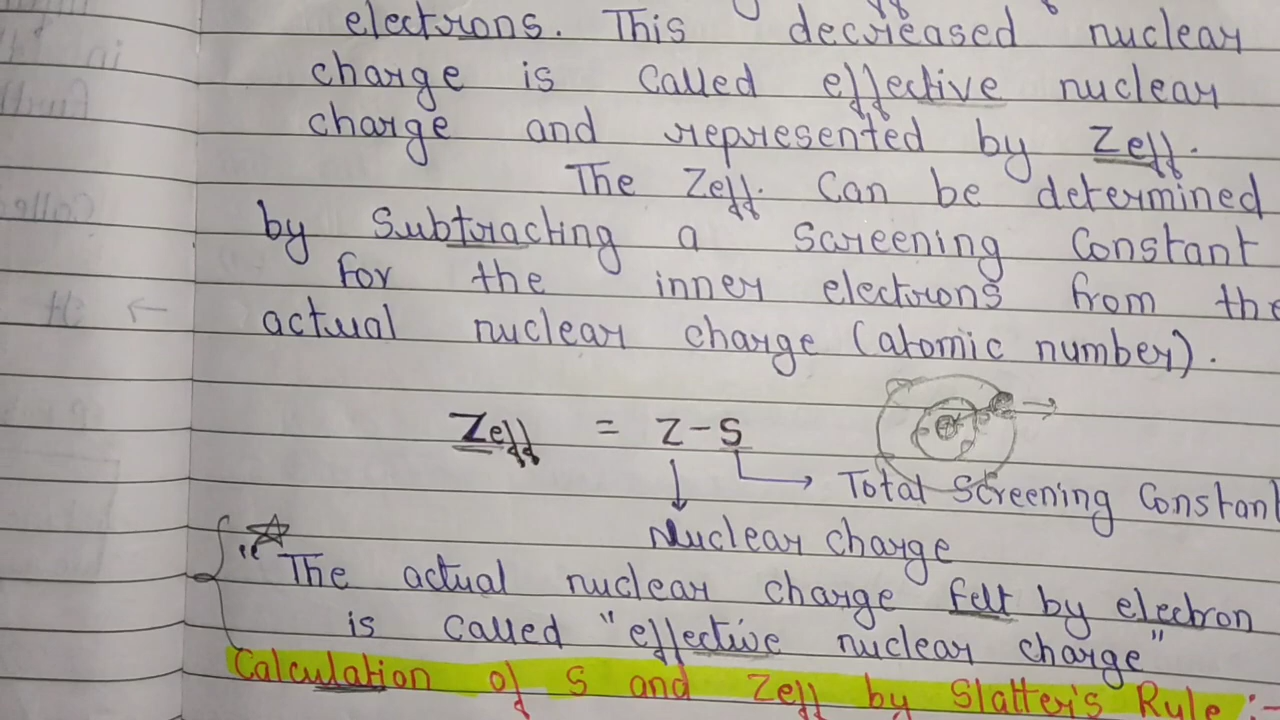 electrons. This decreased nuclear
charge is called effective nuclear
charge and represented by Zeff.
The Zeff. can be determined
by subtracting a screening constant
for the inner electrons from the
actual nuclear charge (atomic number).
Zeff = Z-S
Total Screening Constant
Nuclear charge
"The actual nuclear charge felt by electron
is called "effective nuclear charge"
Calculation of S and Zeff by Slatter's Rule :-